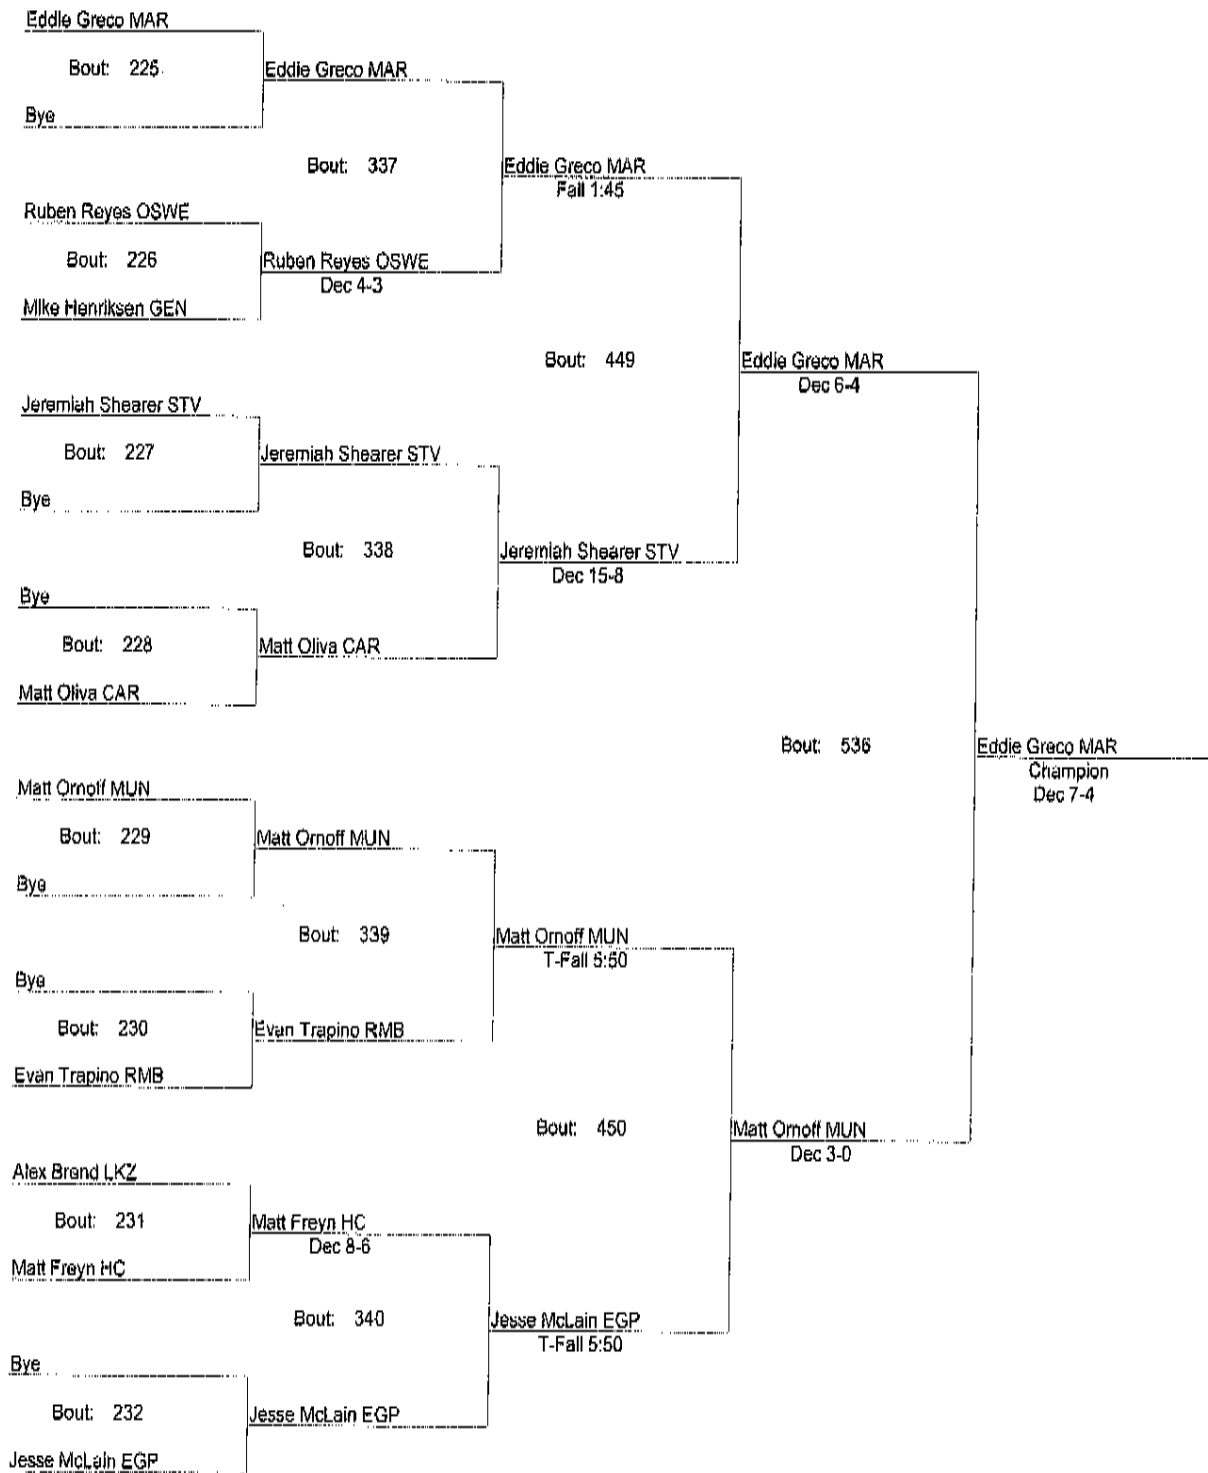 Eddie Greco MAR
Bout: 225
Eddie Greco MAR
Bye
Bout: 337
Eddie Greco MAR
Fall 1:45
Ruben Reyes OSWE
Bout: 226
Ruben Reyes OSWE
Dec 4-3
Mike Henriksen GEN
Bout: 449
Eddie Greco MAR
Dec 6-4
Jeremiah Shearer STV
Bout: 227
Jeremiah Shearer STV
Bye
Bout: 338
Jeremiah Shearer STV
Dec 15-8
Bye
Bout: 228
Matt Oliva CAR
Matt Oliva CAR
Bout: 536
Eddie Greco MAR
Champion
Dec 7-4
Matt Ornoff MUN
Bout: 229
Matt Ornoff MUN
Bye
Bout: 339
Matt Ornoff MUN
T-Fall 5:50
Bye
Bout: 230
Evan Trapino RMB
Evan Trapino RMB
Bout: 450
Matt Ornoff MUN
Dec 3-0
Alex Brend LKZ
Bout: 231
Matt Freyn HC
Dec 8-6
Matt Freyn HC
Bout: 340
Jesse McLain EGP
T-Fall 5:50
Bye
Bout: 232
Jesse McLain EGP
Jesse McLain EGP